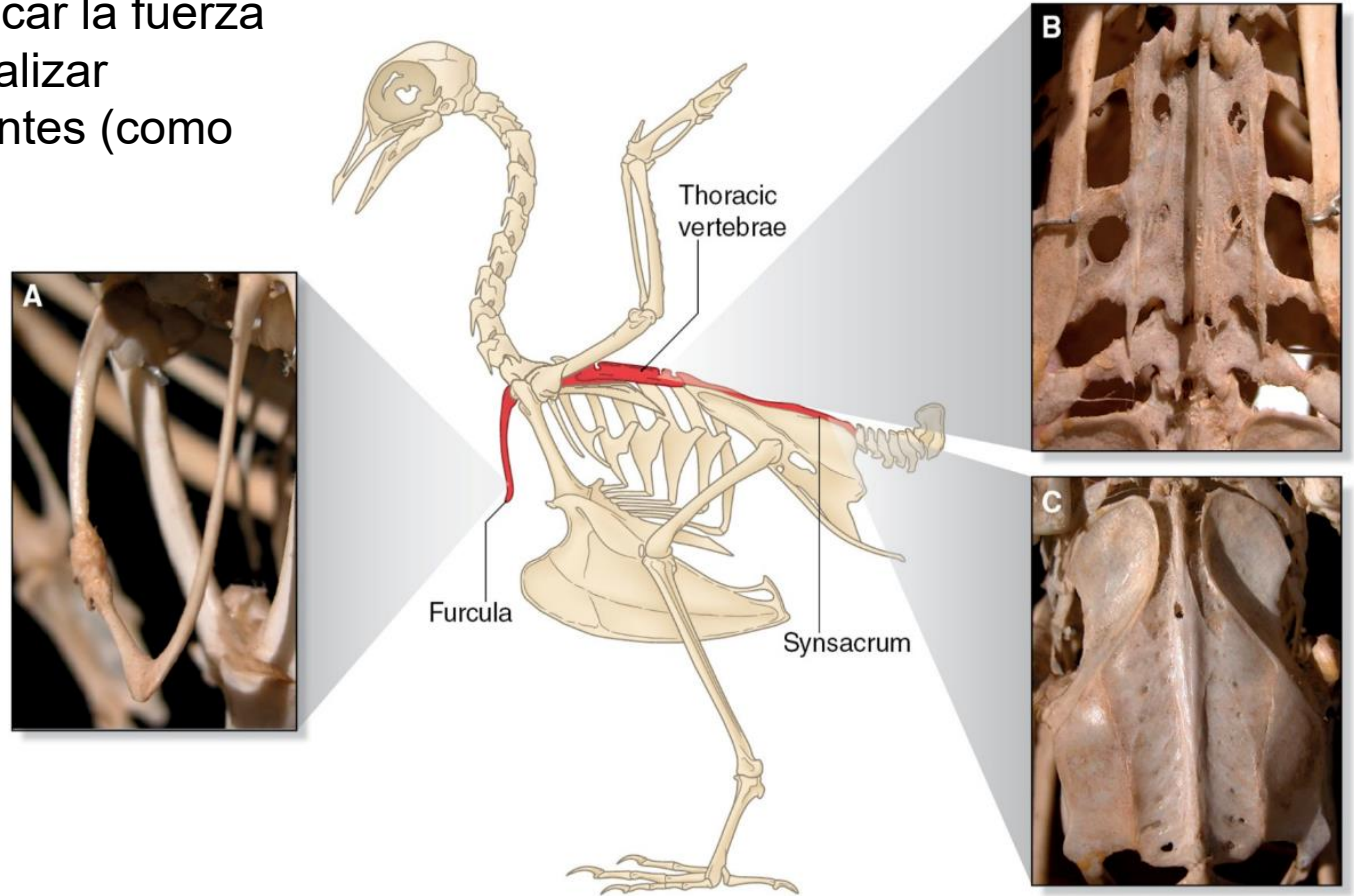 car la fuerza
alizar
ntes (como
B
Thoracic
vertebrae
A
C
Furcula
Synsacrum